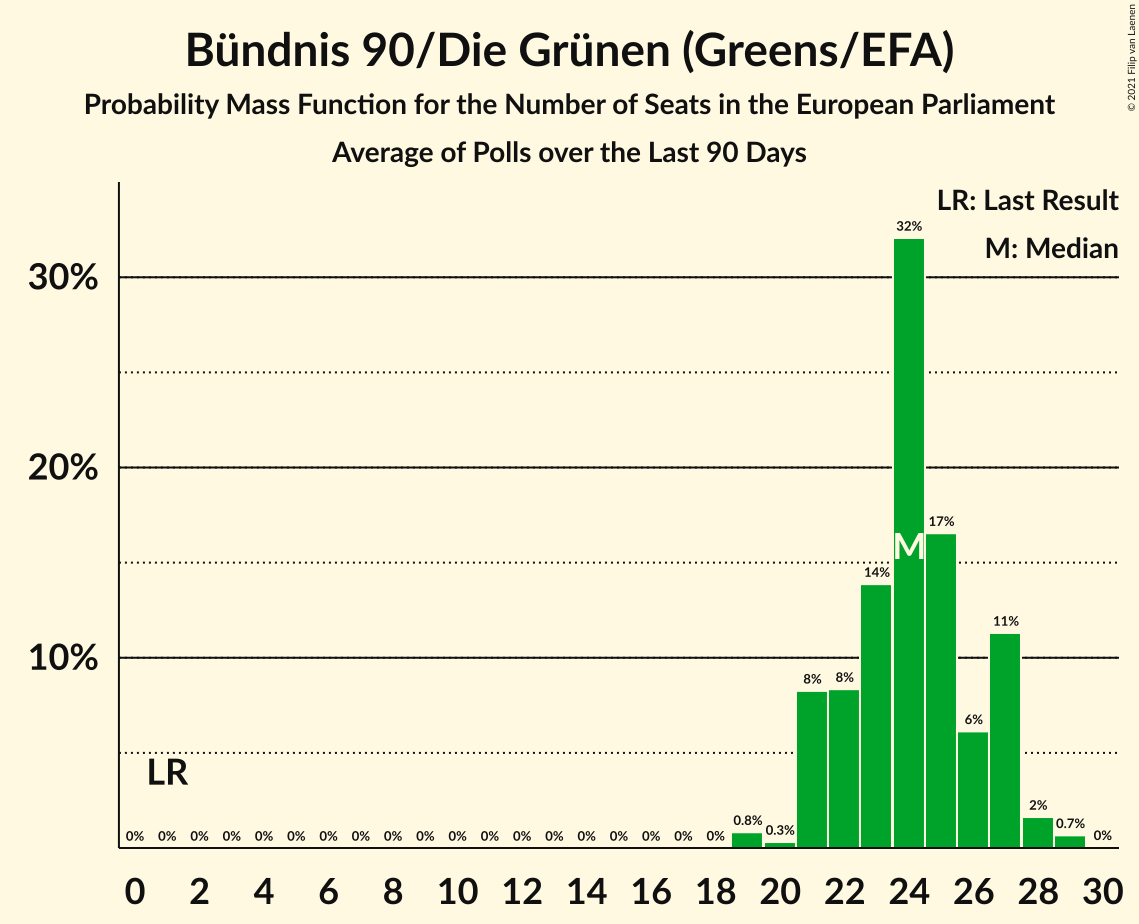 Bündnis 90/Die Grünen (Greens/EFA)
Probability Mass Function for the Number of Seats in the European Parliament
Average of Polls over the Last 90 Days
© 2021 Filip van Laenen
LR: Last Result
M: Median
32%
30%
20%
17%
M
14%
11%
10%
8% 8%
6%
LR
2%
0% 0% 0% 0% 0% 0% 0% 0% 0% 0% 0% 0% 0% 0% 0% 0% 0% 0% 0% 0.8% 0.3% 0.7% 0%
0 2 4 6 8 10 12 14 16 18 20 22 24 26 28 30